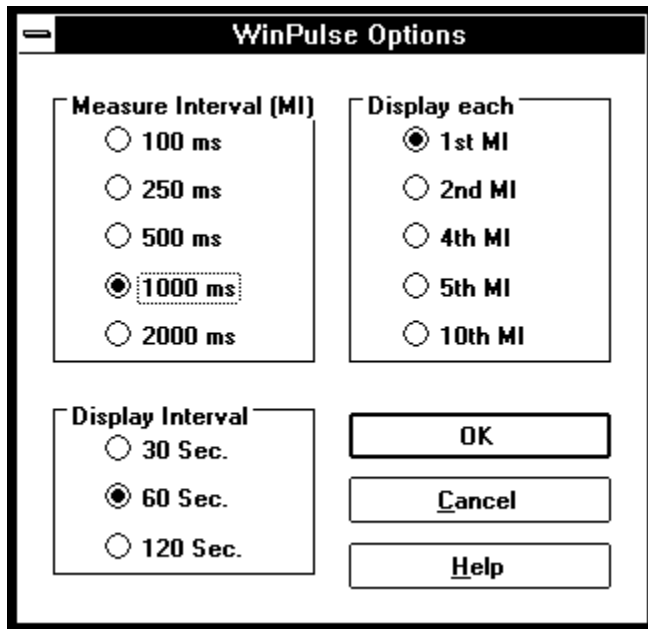 WinPulse Options
Measure Interval (MI)
100 ms
250 ms
500 ms
1000 ms
2000 ms
Display each
1st MI
2nd MI
4th MI
5th MI
10th MI
Display Interval
30 Sec.
60 Sec.
120 Sec.
OK
Cancel
Help